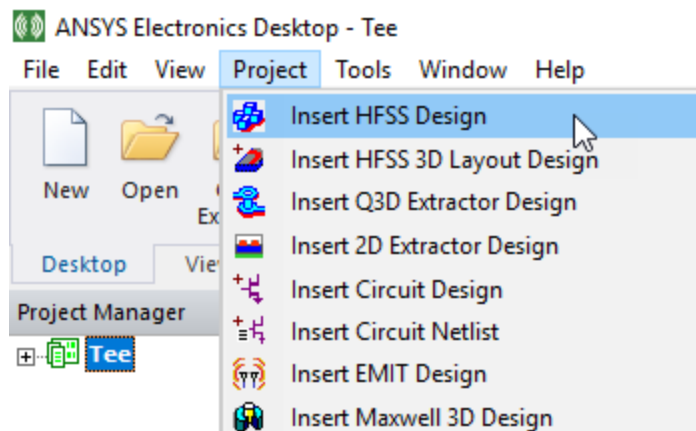 ANSYS Electronics Desktop - Tee
File Edit View Project Tools Window Help
Insert HFSS Design
Insert HFSS 3D Layout Design
New Open
Insert Q3D Extractor Design
Ex
Insert 2D Extractor Design
Desktop Vie
Insert Circuit Design
Project Manager
Insert Circuit Netlist
Tee
Insert EMIT Design
Insert Maxwell 3D Design